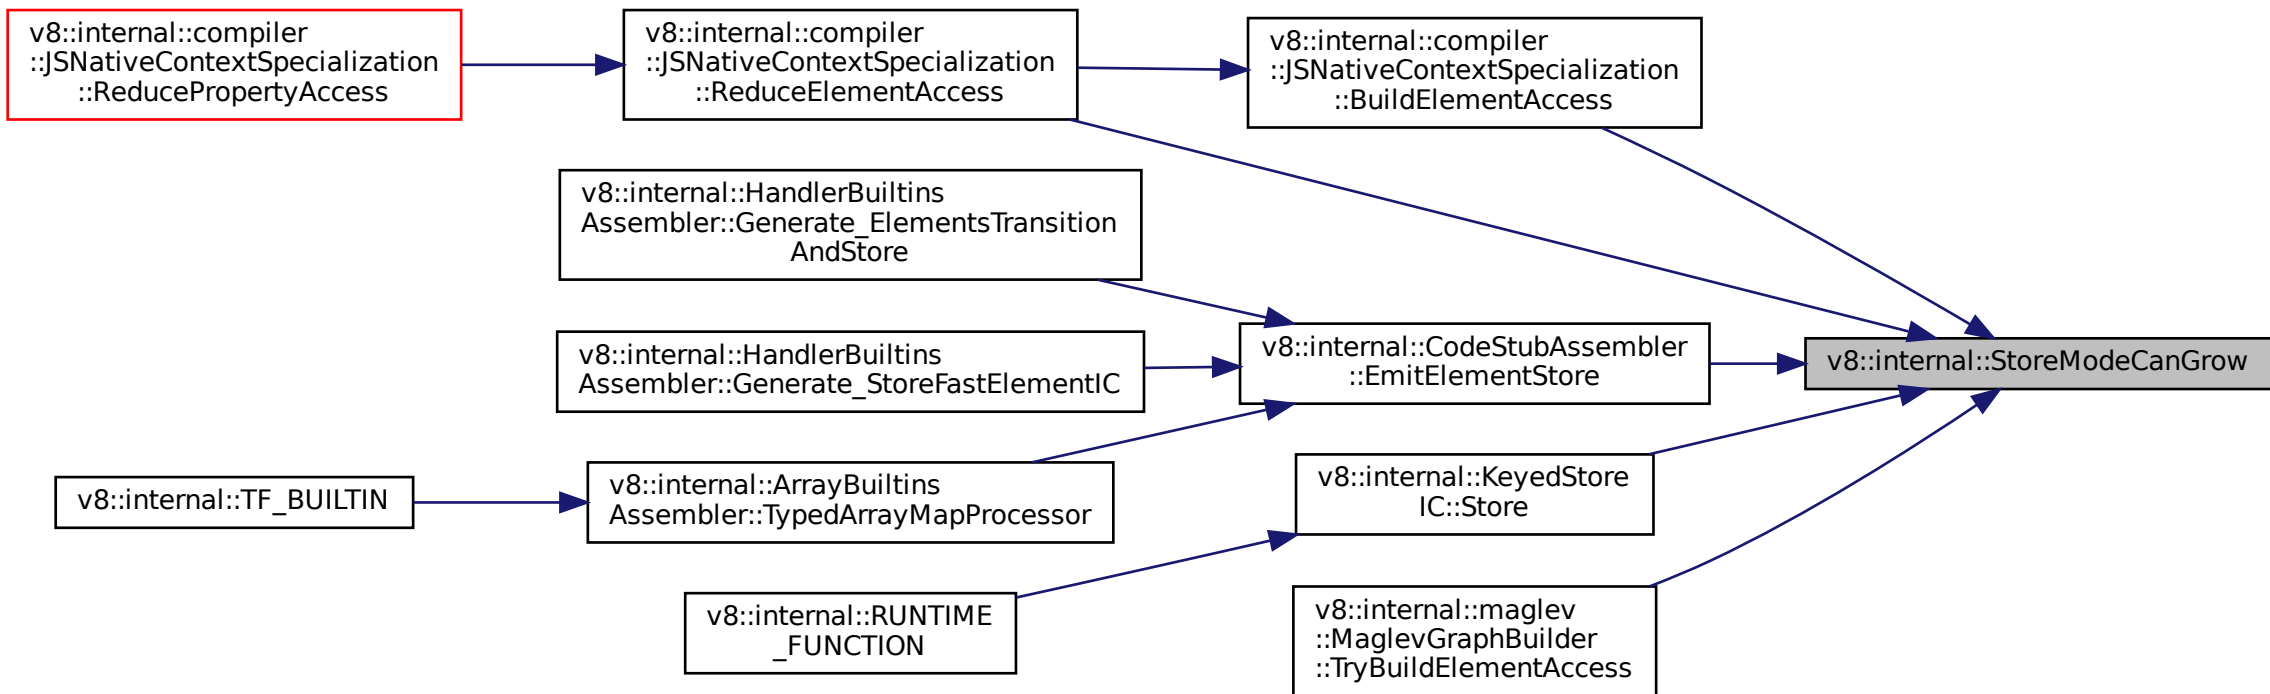 v8::internal::compiler
::JSNativeContextSpecialization
::ReducePropertyAccess
v8::internal::compiler
::JSNativeContextSpecialization
::ReduceElementAccess
v8::internal::compiler
::JSNativeContextSpecialization
::BuildElementAccess
v8::internal::HandlerBuiltins
Assembler::Generate_ElementsTransition
AndStore
v8::internal::HandlerBuiltins
Assembler::Generate_StoreFastElementIC
v8::internal::CodeStubAssembler
::EmitElementStore
v8::internal::StoreModeCanGrow
v8::internal::TF_BUILTIN
v8::internal::ArrayBuiltins
Assembler::TypedArrayMapProcessor
v8::internal::KeyedStore
IC::Store
v8::internal::RUNTIME
_FUNCTION
v8::internal::maglev
::MaglevGraphBuilder
::TryBuildElementAccess